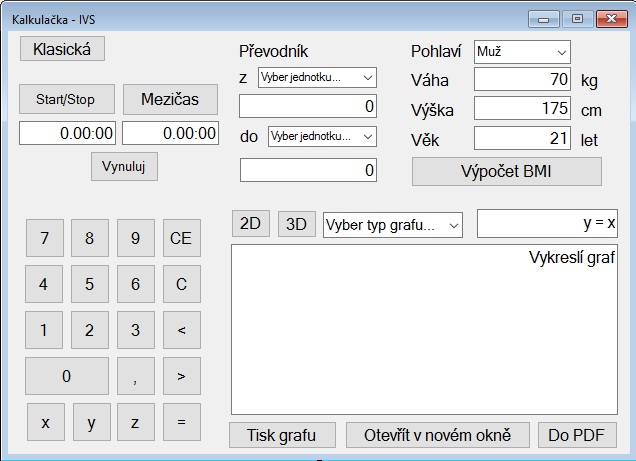 Kalkulačka - IVS
Klasická
Start/Stop Mezičas
0.00:00 0.00:00
Vynuluj
Převodník
z Vyber jednotku...
0
do Vyber jednotku...
0
Pohlaví Muž
Váha 70 kg
Výška 175 cm
Věk 21 let
Výpočet BMI
7 8 9 CE
4 5 6 C
1 2 3 <
0 , >
x y z =
2D 3D Vyber typ grafu... y = x
Vykreslí graf
Tisk grafu Otevřít v novém okně Do PDF